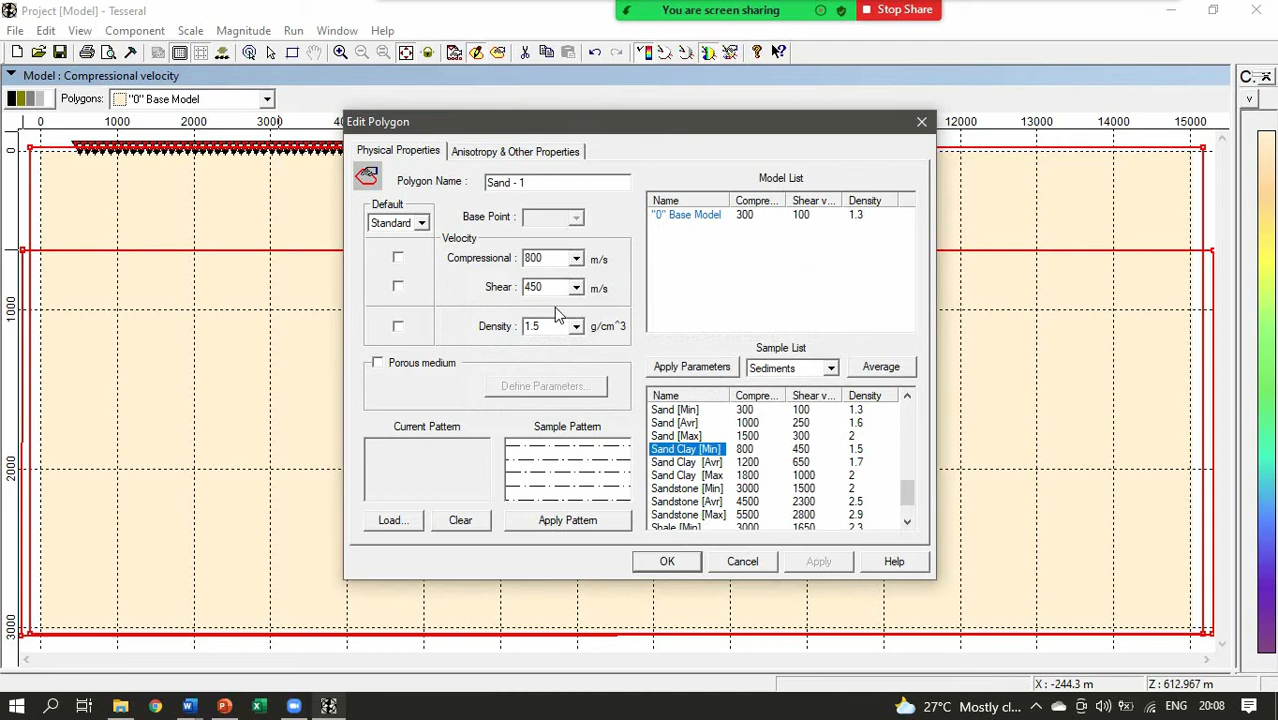 Project [Model] - Tesseral
You are screen sharing
Stop Share
File Edit View Component Scale Magnitude Run Window Help
Model : Compressional velocity
C:.
Polygons: "0" Base Model
v
0 1000 2000 3000 12000 13000 14000 15000
0
1000
2000
3000
Edit Polygon
Physical Properties Anisotropy & Other Properties
Polygon Name : Sand - 1
Default
Standard
Base Point :
Velocity
Compressional : 800 m/s
Shear : 450 m/s
Density : 1.5 g/cm^3
Porous medium
Define Parameters...
Current Pattern Sample Pattern
Load... Clear Apply Pattern
Model List
Name Compre... Shear v... Density
"0" Base Model 300 100 1.3
Sample List
Apply Parameters Sediments Average
Name Compre... Shear v... Density
Sand [Min] 300 100 1.3
Sand [Avr] 1000 250 1.6
Sand [Max] 1500 300 2
Sand Clay [Min] 800 450 1.5
Sand Clay [Avr] 1200 650 1.7
Sand Clay [Max 1800 1000 2
Sandstone [Min] 3000 1500 2
Sandstone [Avr] 4500 2300 2.5
Sandstone [Max] 5500 2800 2.9
Shale [Min] 3000 1650 2.3
OK Cancel Apply Help
X : -244.3 m Z : 612.967 m
27°C Mostly cl... ENG 20:08